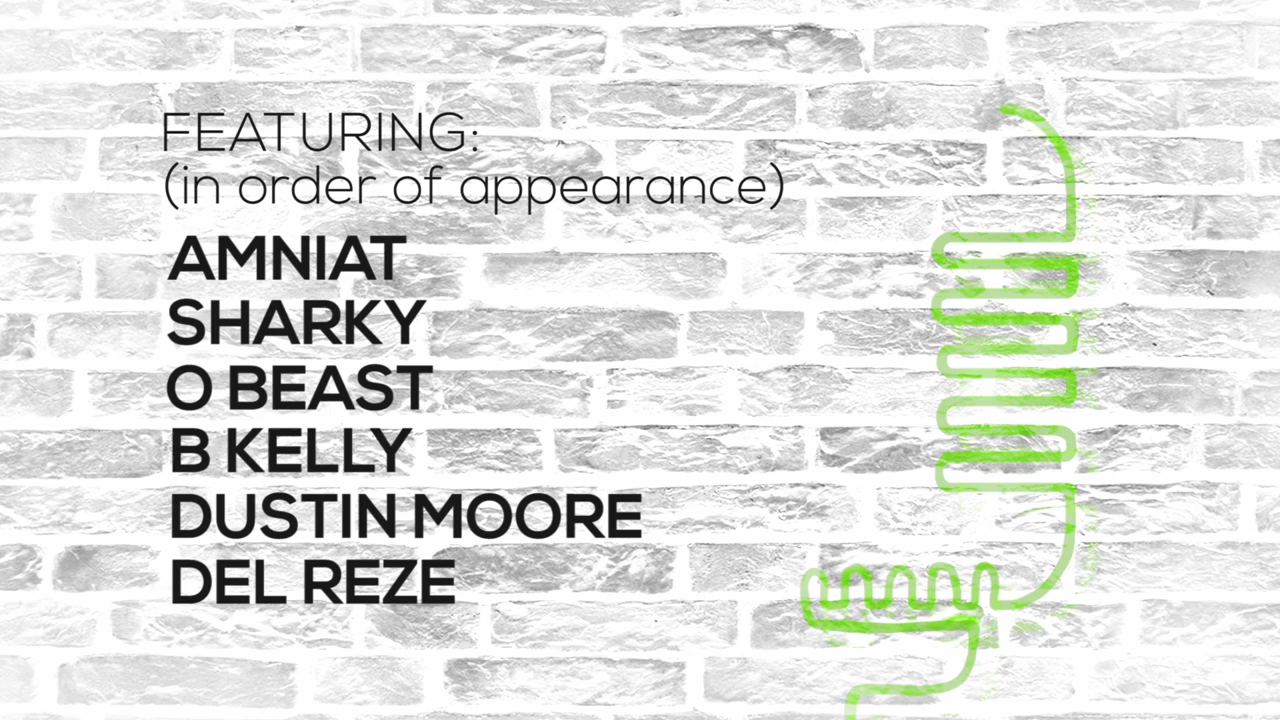 FEATURING:
(in order of appearance)
AMNIAT
SHARKY
O BEAST
B KELLY
DUSTIN MOORE
DEL REZE